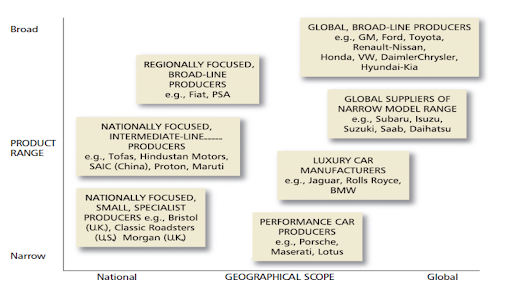 Broad
GLOBAL, BROAD-LINE PRODUCERS
e.g., GM, Ford, Toyota,
Renault-Nissan,
Honda, VW, DaimlerChrysler,
Hyundai-Kia
REGIONALLY FOCUSED,
BROAD-LINE
PRODUCERS
e.g., Fiat, PSA
GLOBAL SUPPLIERS OF
NARROW MODEL RANGE
e.g., Subaru, Isuzu,
Suzuki, Saab, Daihatsu
PRODUCT
RANGE
NATIONALLY FOCUSED,
INTERMEDIATE-LINE
PRODUCERS
e.g., Tofas, Hindustan Motors,
SAIC (China), Proton, Maruti
LUXURY CAR
MANUFACTURERS
e.g., Jaguar, Rolls Royce,
BMW
NATIONALLY FOCUSED,
SMALL, SPECIALIST
PRODUCERS e.g., Bristol
(U.K.), Classic Roadsters
(U.S,) Morgan (U.K.)
PERFORMANCE CAR
PRODUCERS
e.g., Porsche,
Maserati, Lotus
Narrow
National
GEOGRAPHICAL SCOPE
Global